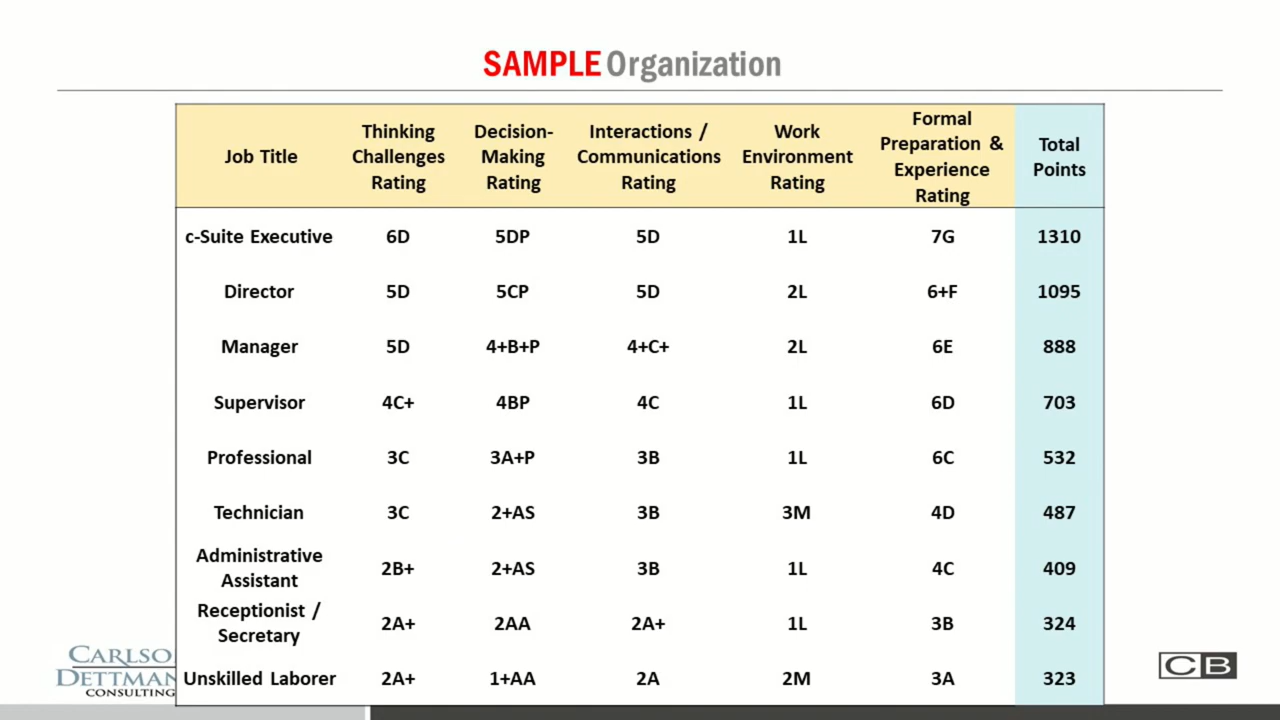 SAMPLE Organization
Job Title
Thinking
Challenges
Rating
Decision-
Making
Rating
Interactions /
Communications
Rating
Work
Environment
Rating
Formal
Preparation &
Experience
Rating
Total
Points
c-Suite Executive 6D 5DP 5D 1L 7G 1310
Director 5D 5CP 5D 2L 6+F 1095
Manager 5D 4+B+P 4+C+ 2L 6E 888
Supervisor 4C+ 4BP 4C 1L 6D 703
Professional 3C 3A+P 3B 1L 6C 532
Technician 3C 2+AS 3B 3M 4D 487
Administrative
Assistant 2B+ 2+AS 3B 1L 4C 409
Receptionist /
Secretary 2A+ 2AA 2A+ 1L 3B 324
Unskilled Laborer 2A+ 1+AA 2A 2M 3A 323
CARLSO
DETTMAN
CONSULTING
CB